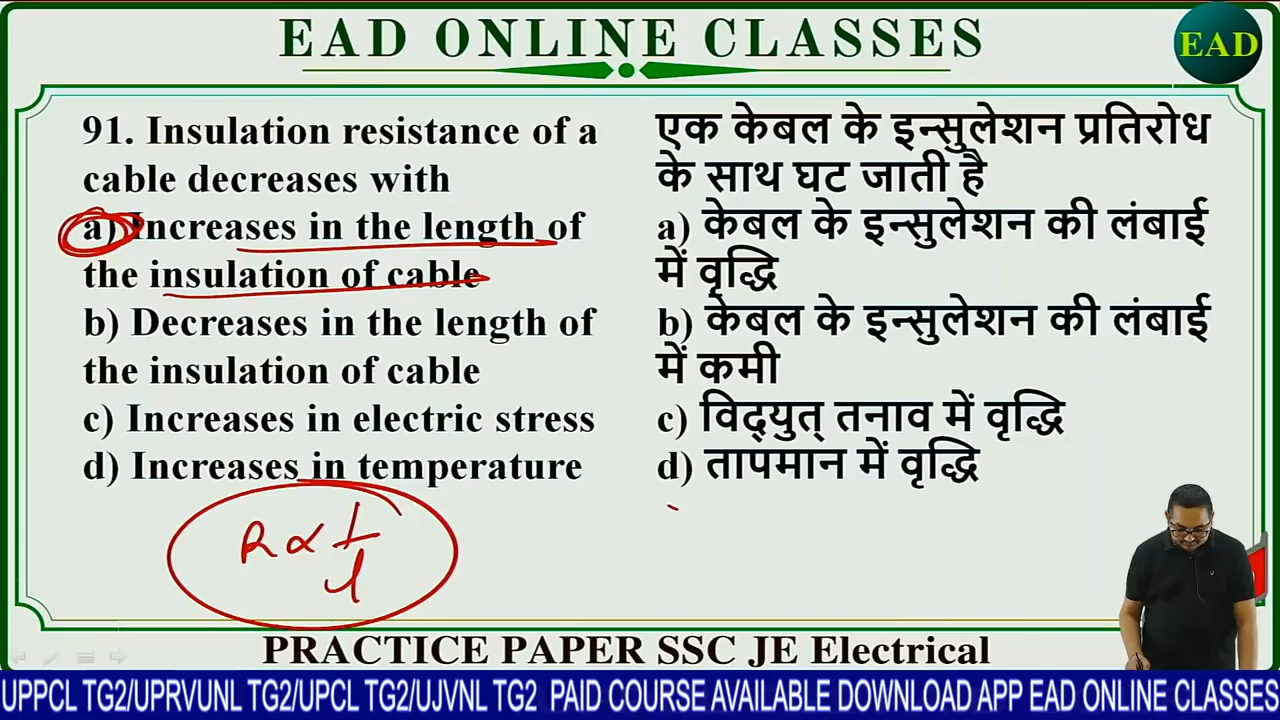 EAD ONLINE CLASSES
EAD
91. Insulation resistance of a
cable decreases with
a) Increases in the length of
the insulation of cable
b) Decreases in the length of
the insulation of cable
c) Increases in electric stress
d) Increases in temperature
एक केबल के इन्सुलेशन प्रतिरोध
के साथ घट जाती है
a) केबल के इन्सुलेशन की लंबाई
में वृद्धि
b) केबल के इन्सुलेशन की लंबाई
में कमी
c) विद्युत् तनाव में वृद्धि
d) तापमान में वृद्धि
R ∝ 1/l
PRACTICE PAPER SSC JE Electrical
UPPCL TG2/UPRVUNL TG2/UPCL TG2/UJVNL TG2 PAID COURSE AVAILABLE DOWNLOAD APP EAD ONLINE CLASSES